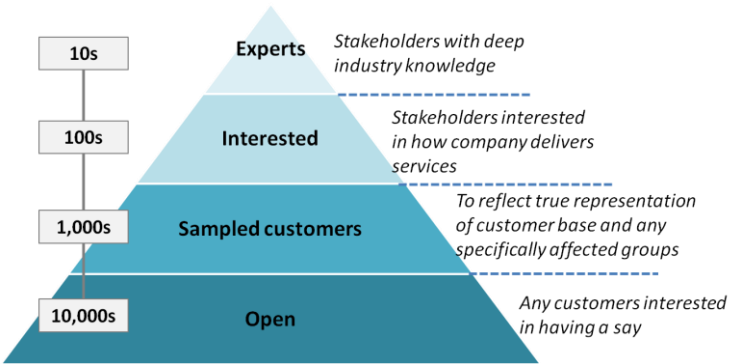 10s
Experts
Stakeholders with deep
industry knowledge
100s
Interested
Stakeholders interested
in how company delivers
services
1,000s
Sampled customers
To reflect true representation
of customer base and any
specifically affected groups
10,000s
Open
Any customers interested
in having a say